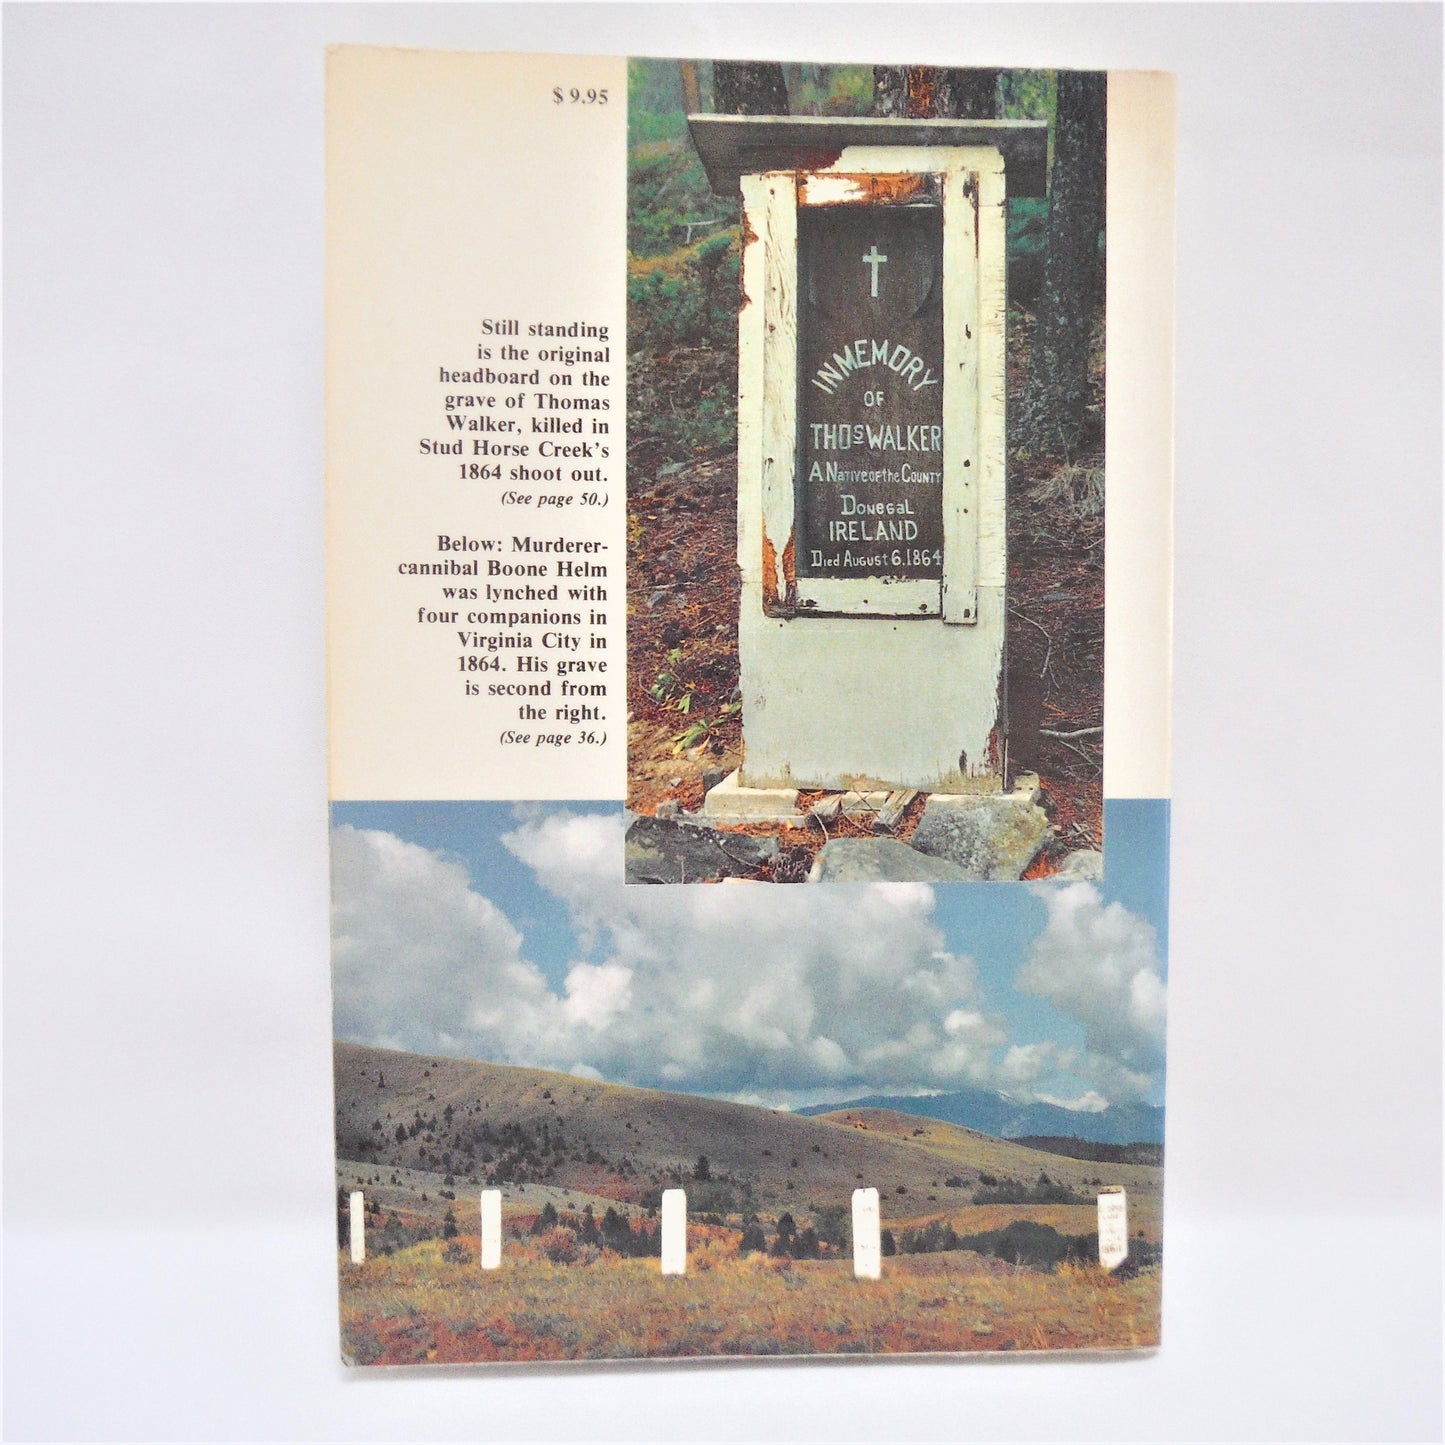 $ 9.95
Still standing
is the original
headboard on the
grave of Thomas
Walker, killed in
Stud Horse Creek's
1864 shoot out.
(See page 50.)
Below: Murderer-
cannibal Boone Helm
was lynched with
four companions in
Virginia City in
1864. His grave
is second from
the right.
(See page 36.)
IN MEMORY
OF
THOS WALKER
A NATIVE OF THE COUNTY
DONEGAL
IRELAND
DIED AUGUST 6.1864